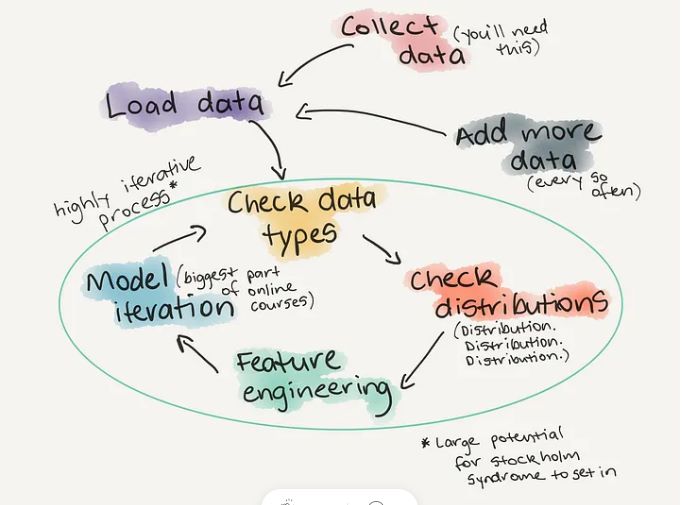 Collect
data
(you'll need
this)
Load data
Add more
data
(every so
often)
highly iterative
process*
Check data
types
Model
iteration
(biggest part
of online
courses)
Check
distributions
(Distribution.
Distribution.
Distribution.)
Feature
engineering
* Large potential
for stockholm
syndrome to set in